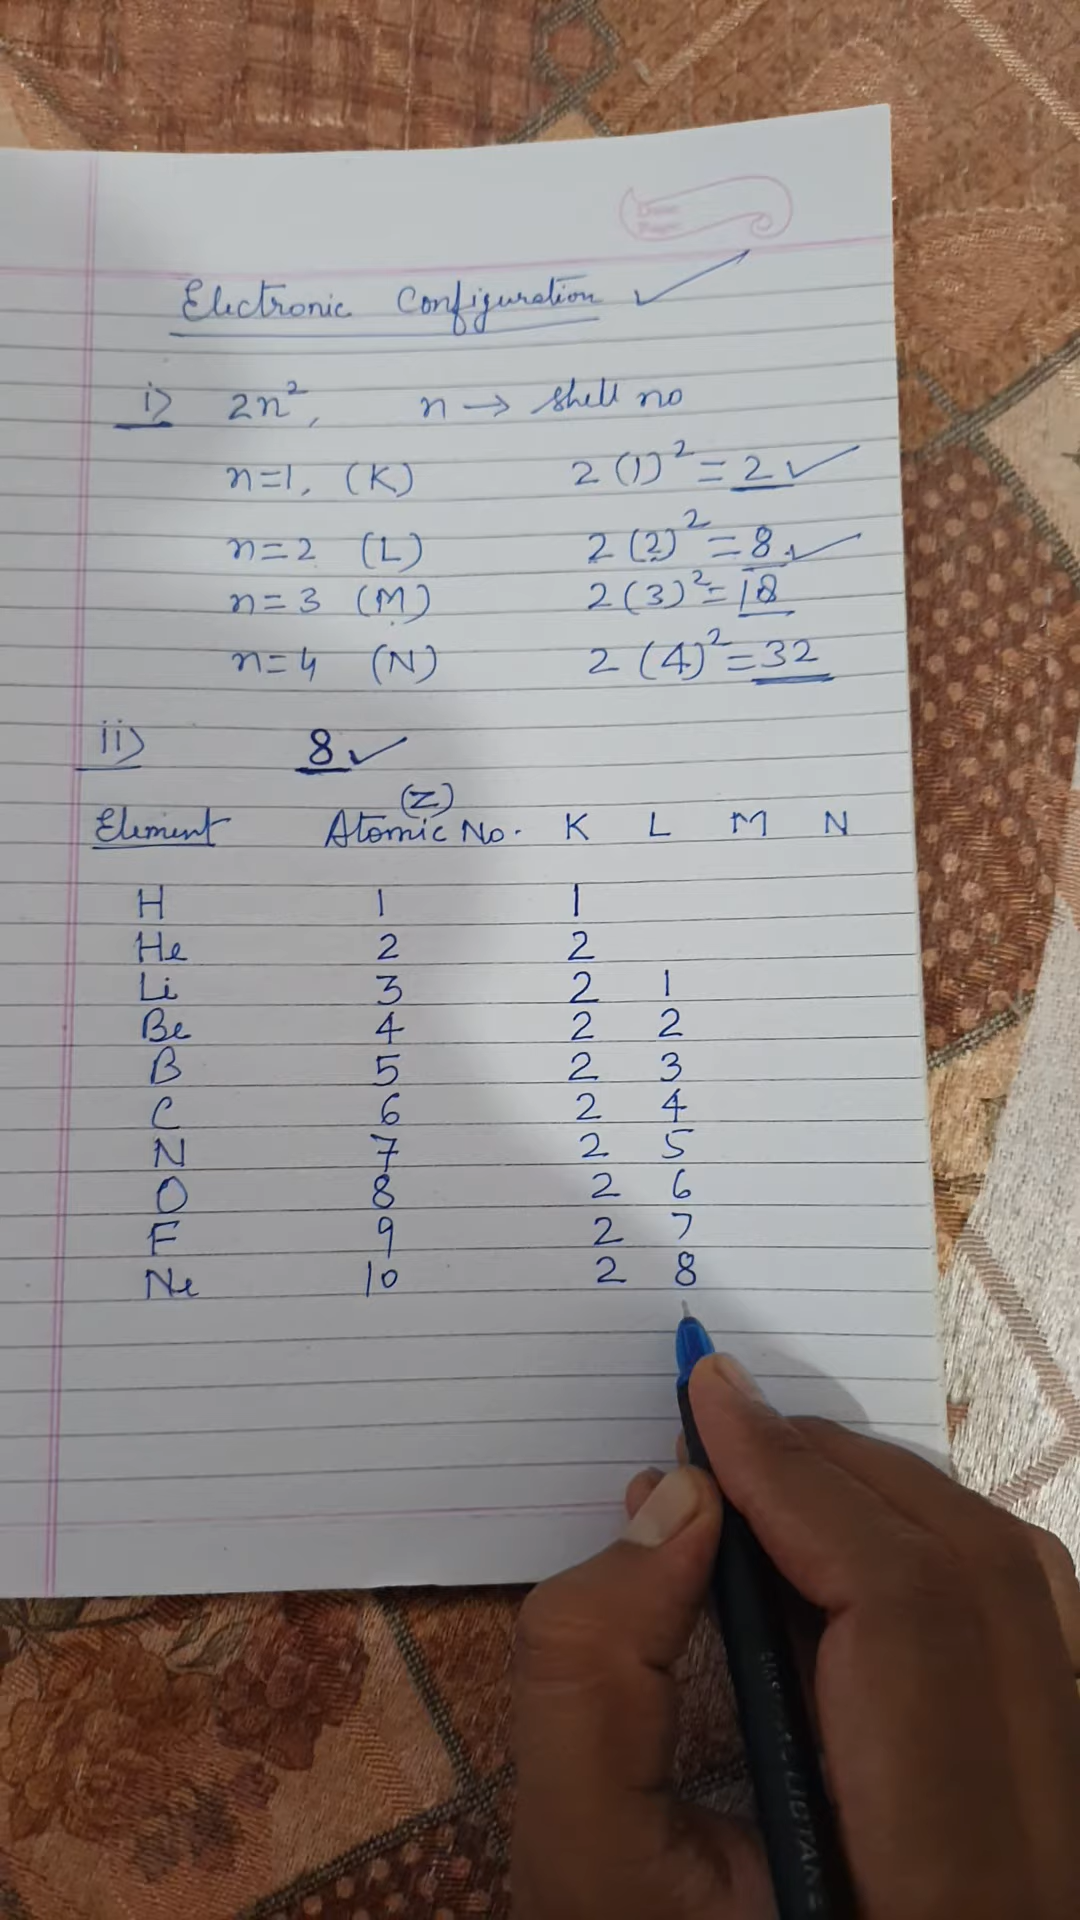 Date:
Page:
Electronic Configuration ✓
i) 2n², n → shell no
n=1, (K) 2(1)² = 2 ✓
n=2 (L) 2(2)² = 8 ✓
n=3 (M) 2(3)² = 18
n=4 (N) 2(4)² = 32
ii) 8 ✓
(Z)
Element Atomic No. K L M N
H 1 1
He 2 2
Li 3 2 1
Be 4 2 2
B 5 2 3
C 6 2 4
N 7 2 5
O 8 2 6
F 9 2 7
Ne 10 2 8